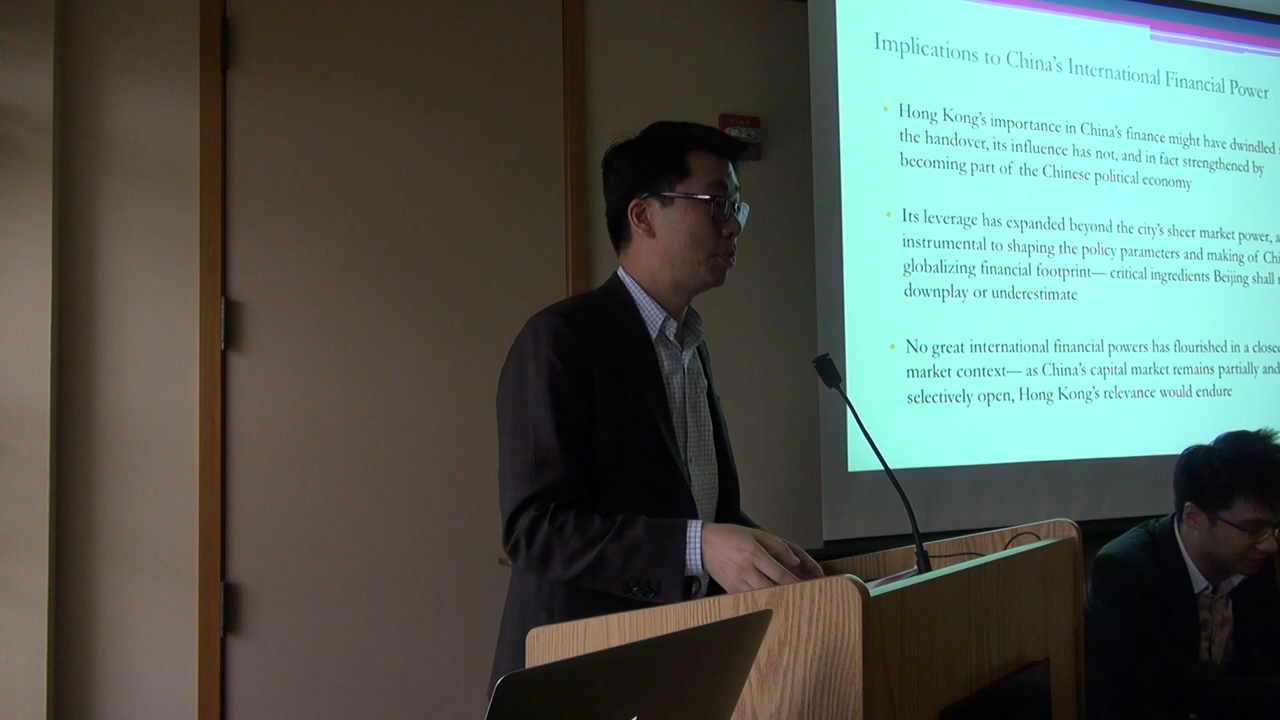 Implications to China's International Financial Power
Hong Kong's importance in China's finance might have dwindled
the handover, its influence has not, and in fact strengthened by
becoming part of the Chinese political economy
Its leverage has expanded beyond the city's sheer market power,
instrumental to shaping the policy parameters and making of
globalizing financial footprint— critical ingredients Beijing shall
downplay or underestimate
No great international financial powers has flourished in a closed
market context— as China's capital market remains partially and
selectively open, Hong Kong's relevance would endure